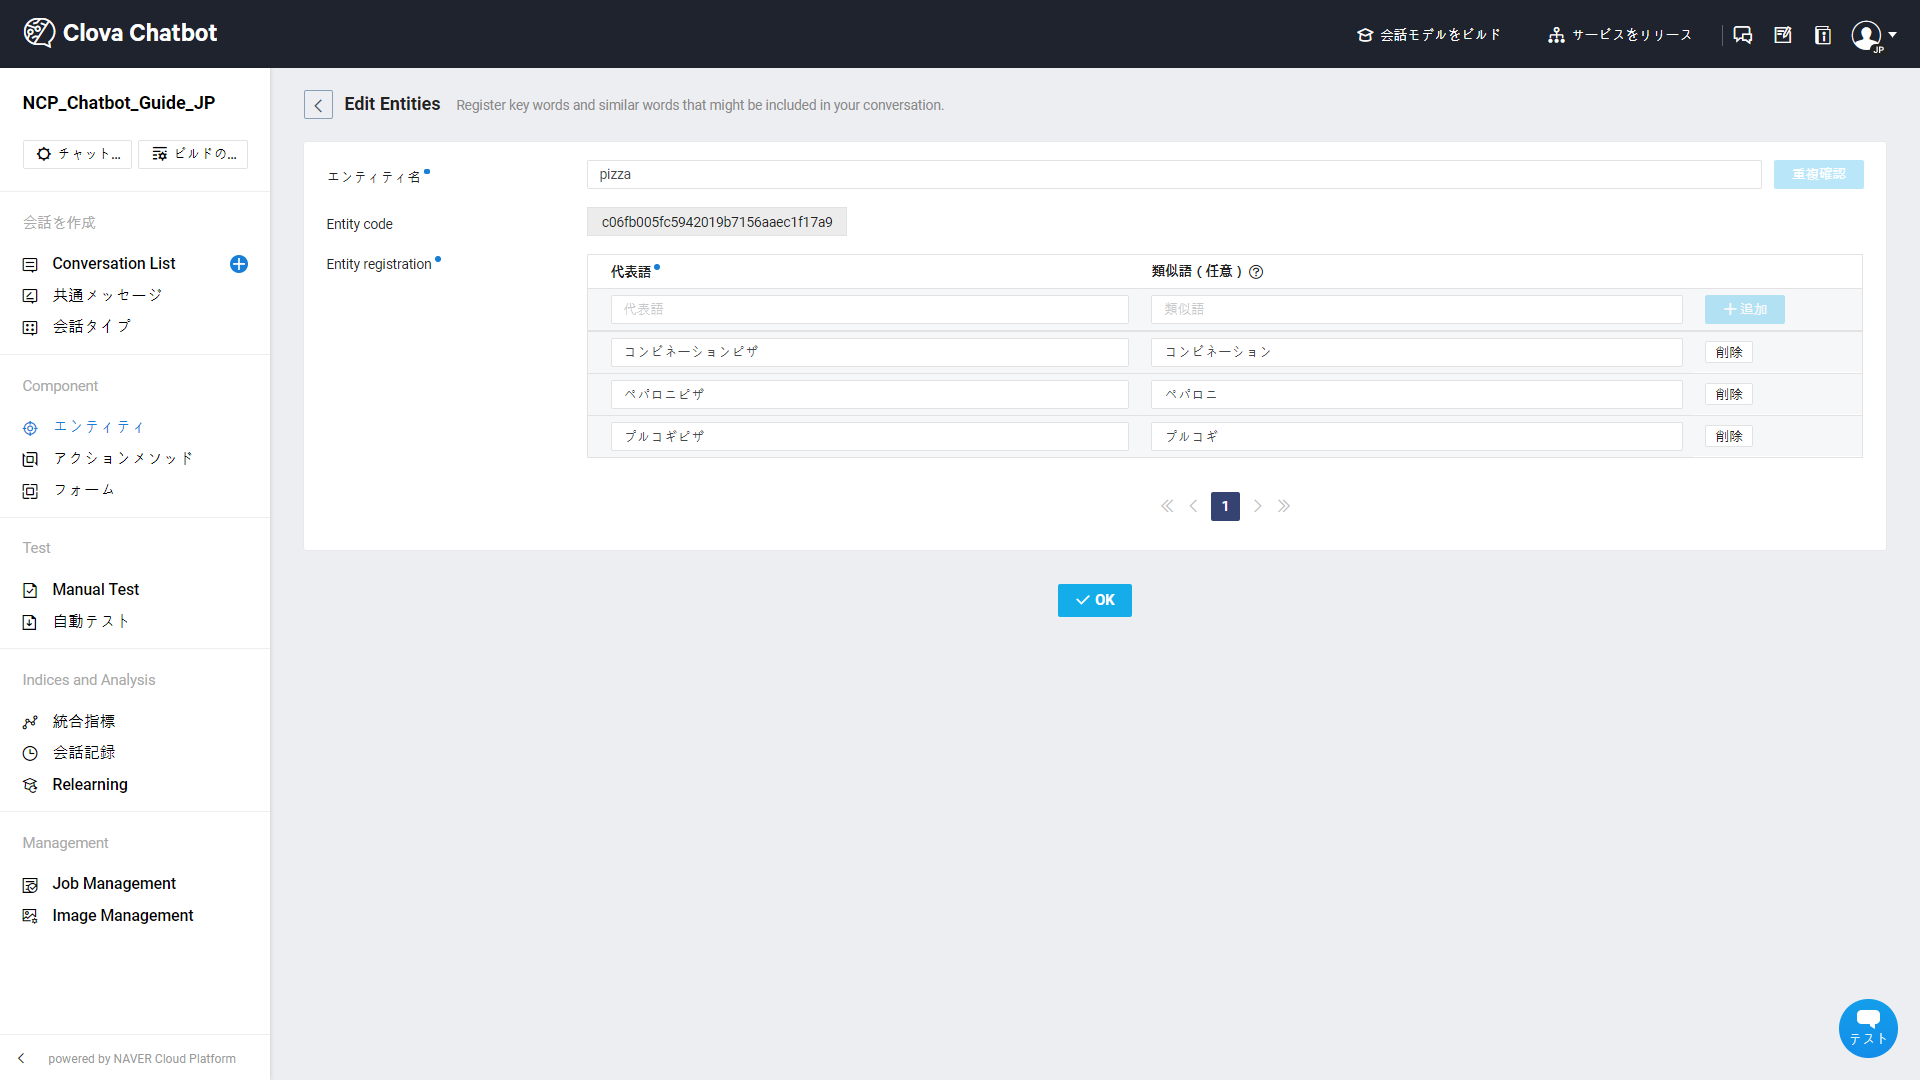 Clova Chatbot
会話モデルをビルド
サービスをリリース
JP
NCP_Chatbot_Guide_JP
チャット...
ビルドの...
会話を作成
Conversation List
共通メッセージ
会話タイプ
Component
エンティティ
アクションメソッド
フォーム
Test
Manual Test
自動テスト
Indices and Analysis
統合指標
会話記録
Relearning
Management
Job Management
Image Management
powered by NAVER Cloud Platform
Edit Entities Register key words and similar words that might be included in your conversation.
エンティティ名 pizza 重複確認
Entity code c06fb005fc5942019b7156aaec1f17a9
Entity registration
代表語 類似語 ( 任意 ) ?
代表語 類似語 +追加
コンビネーションピザ コンビネーション 削除
ペパロニピザ ペパロニ 削除
プルコギピザ プルコギ 削除
1
OK
テスト